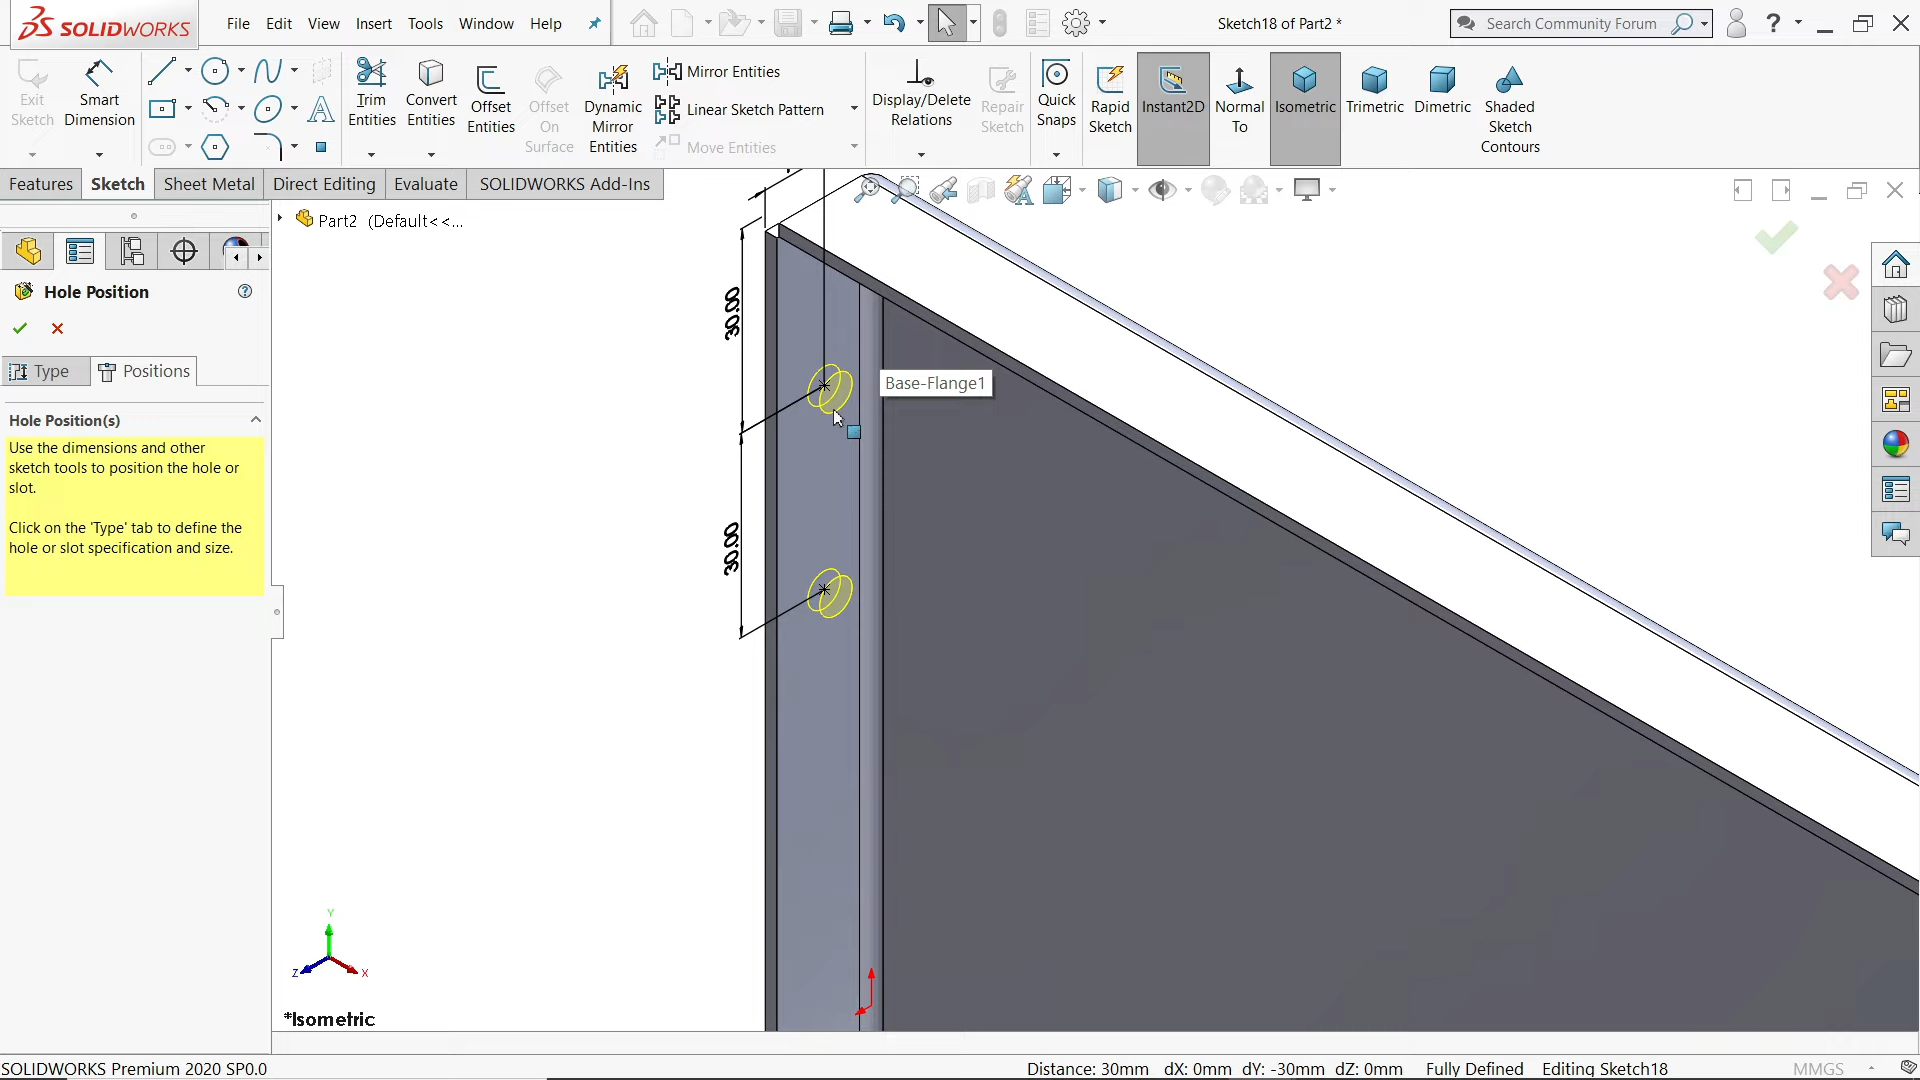 SOLIDWORKS File Edit View Insert Tools Window Help Sketch18 of Part2 * Search Community Forum ?
Exit Sketch
Smart Dimension
Trim Entities
Convert Entities
Offset Entities
Offset On Surface
Dynamic Mirror Entities
Mirror Entities
Linear Sketch Pattern
Move Entities
Display/Delete Relations
Repair Sketch
Quick Snaps
Rapid Sketch
Instant2D
Normal To
Isometric
Trimetric
Dimetric
Shaded Sketch Contours
Features Sketch Sheet Metal Direct Editing Evaluate SOLIDWORKS Add-Ins
Part2 (Default<<...
Hole Position
Type Positions
Hole Position(s)
Use the dimensions and other
sketch tools to position the hole or
slot.
Click on the 'Type' tab to define the
hole or slot specification and size.
30.00
30.00
Base-Flange1
Y
Z
X
*Isometric
SOLIDWORKS Premium 2020 SP0.0 Distance: 30mm dX: 0mm dY: -30mm dZ: 0mm Fully Defined Editing Sketch18 MMGS